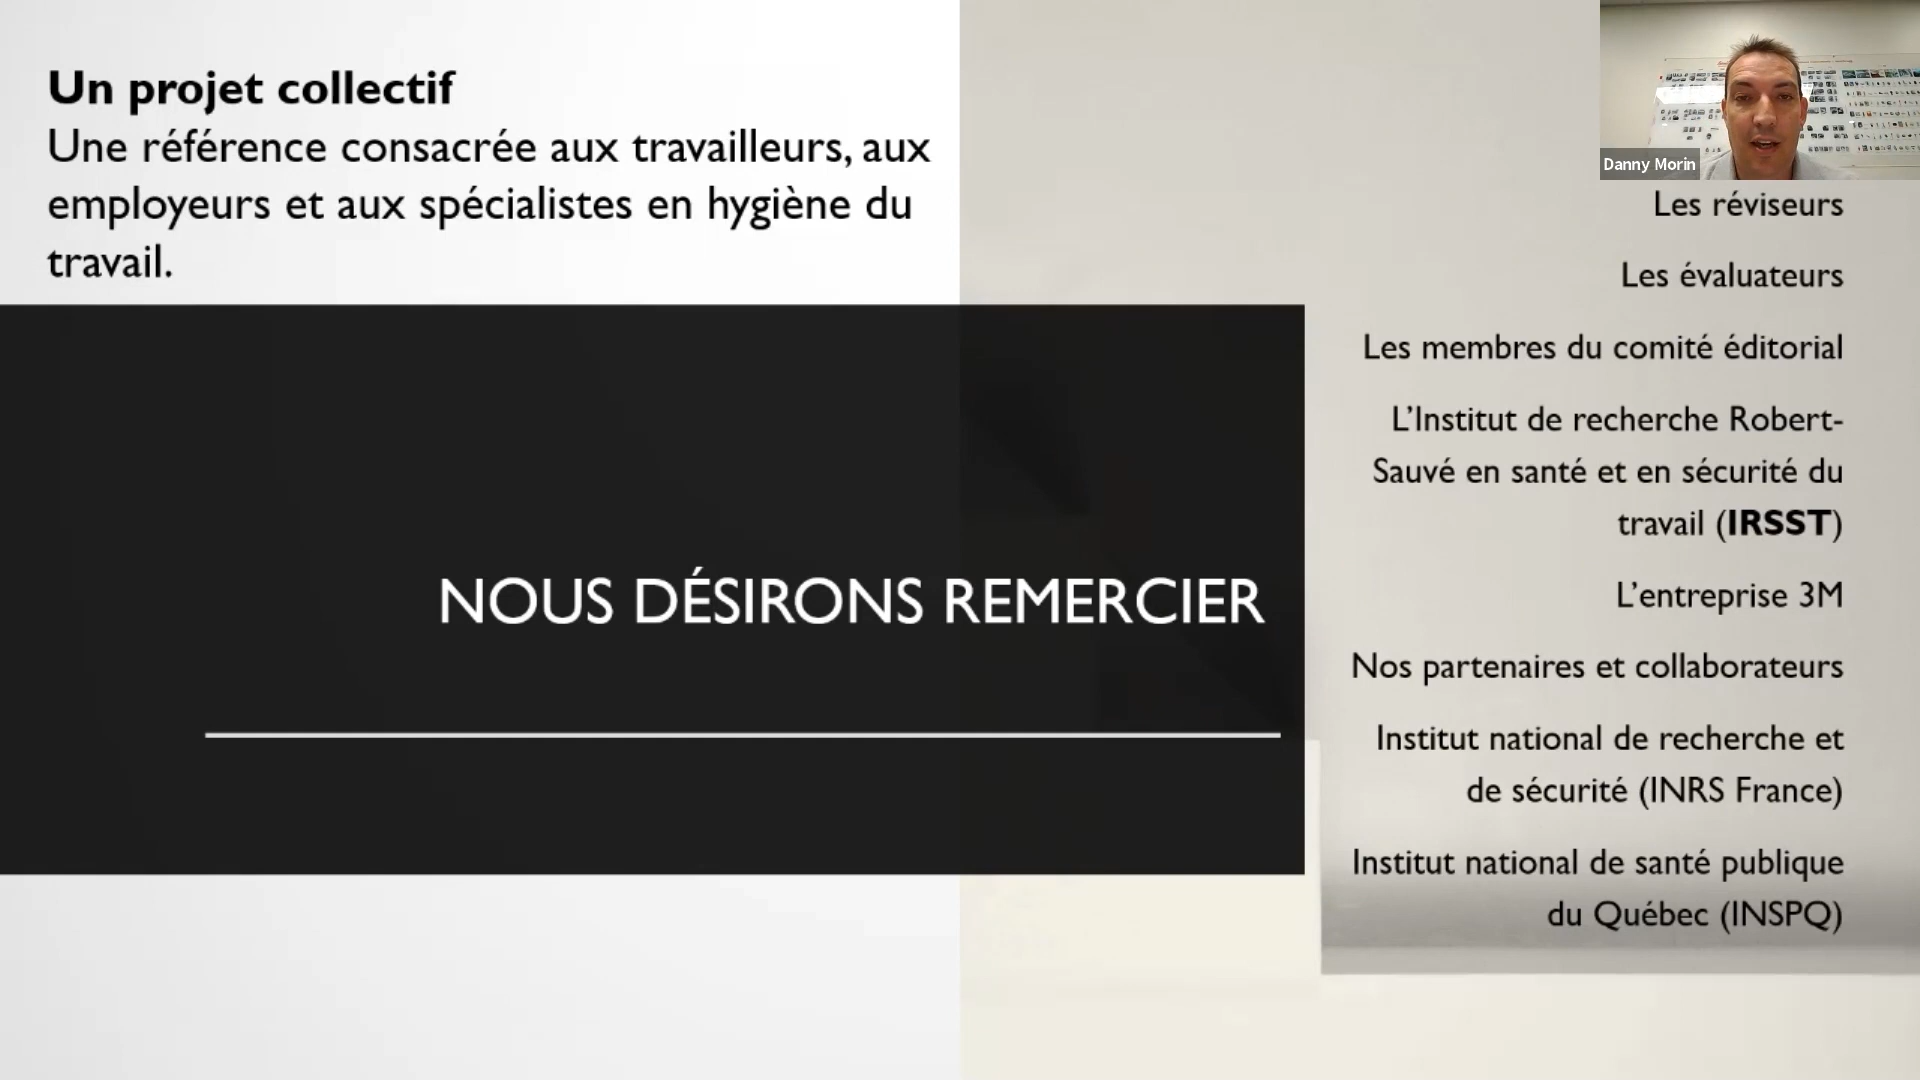 Un projet collectif
Une référence consacrée aux travailleurs, aux
employeurs et aux spécialistes en hygiène du
travail.
NOUS DÉSIRONS REMERCIER
Danny Morin
Les réviseurs
Les évaluateurs
Les membres du comité éditorial
L’Institut de recherche Robert-
Sauvé en santé et en sécurité du
travail (IRSST)
L’entreprise 3M
Nos partenaires et collaborateurs
Institut national de recherche et
de sécurité (INRS France)
Institut national de santé publique
du Québec (INSPQ)